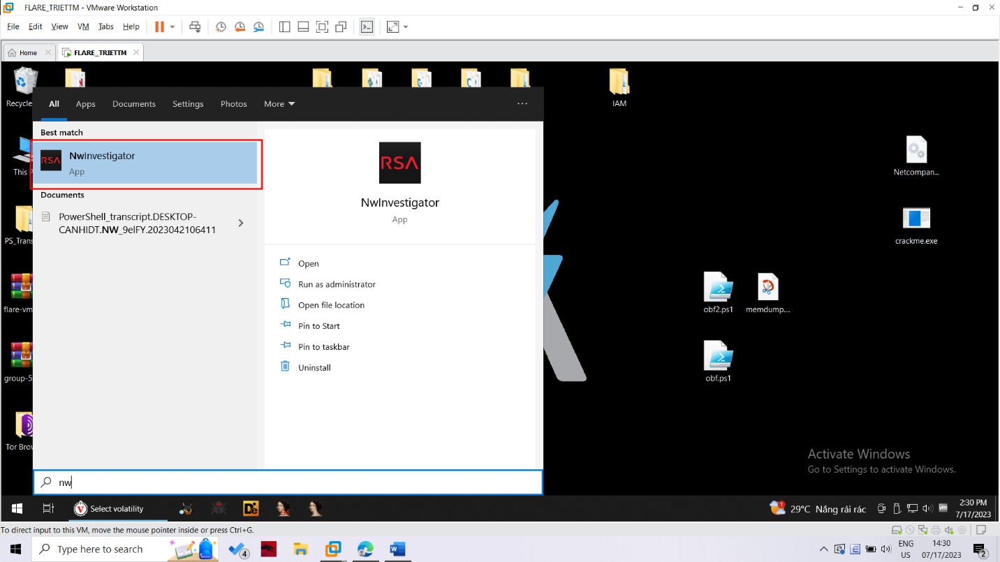 FLARE_TRIETTM - VMware Workstation
File Edit View VM Tabs Help
Home
FLARE_TRIETTM
Recycle
IAM
All Apps Documents Settings Photos More
Best match
NwInvestigator
App
RSA
RSA
NwInvestigator
App
Documents
PowerShell_transcript.DESKTOP-
CANHIDT.NW_9elFY.2023042106411
Open
Run as administrator
Open file location
Pin to Start
Pin to taskbar
Uninstall
This P
PS_Trans
flare-vm
group-5
Tor Brow
Netcompan...
crackme.exe
obf2.ps1
memdump....
obf.ps1
Activate Windows
Go to Settings to activate Windows.
nw
Select volatility
29°C Nắng rải rác
2:30 PM
7/17/2023
To direct input to this VM, move the mouse pointer inside or press Ctrl+G.
Type here to search
4
ENG
US
14:30
07/17/2023
2